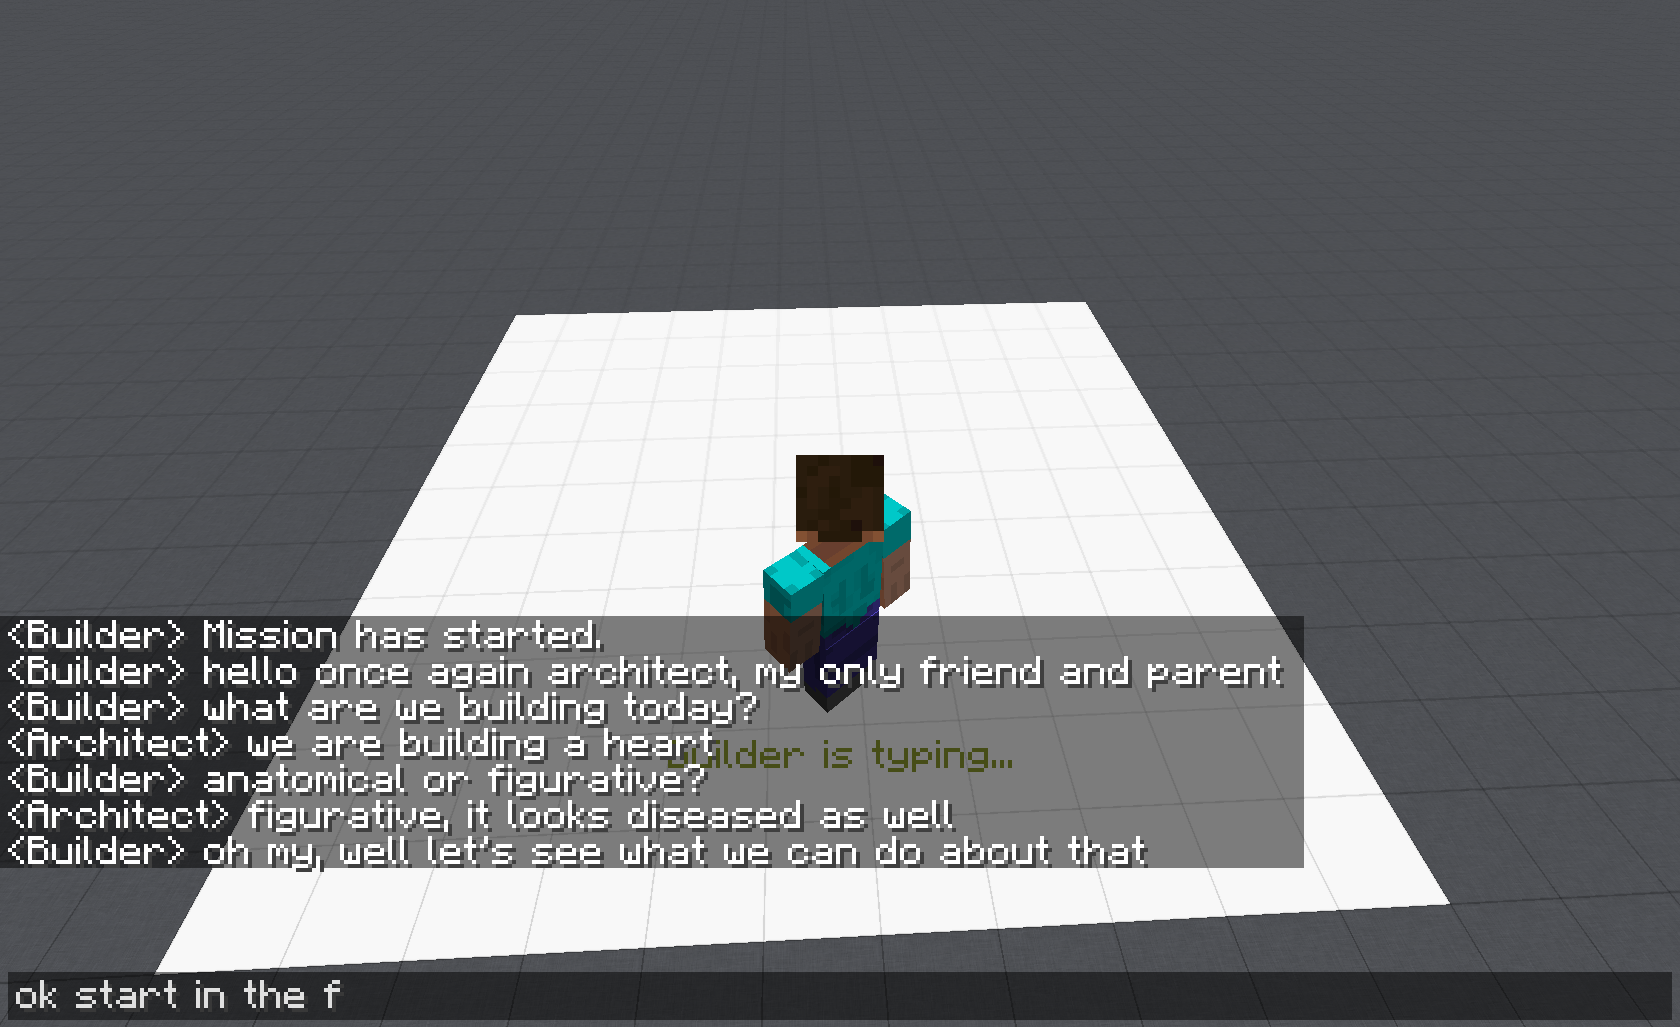 <Builder> Mission has started.
<Builder> hello once again architect, my only friend and parent
<Builder> what are we building today?
<Architect> we are building a heart
Builder is typing...
<Builder> anatomical or figurative?
<Architect> figurative, it looks diseased as well
<Builder> oh my, well let's see what we can do about that
ok start in the f